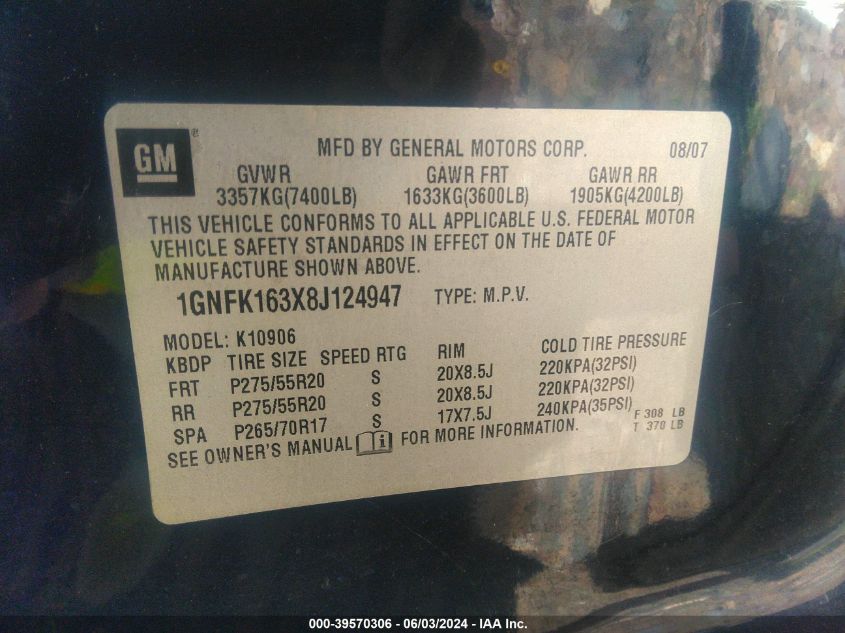 GM ®
MFD BY GENERAL MOTORS CORP. 08/07
GVWR GAWR FRT GAWR RR
3357KG(7400LB) 1633KG(3600LB) 1905KG(4200LB)
THIS VEHICLE CONFORMS TO ALL APPLICABLE U.S. FEDERAL MOTOR
VEHICLE SAFETY STANDARDS IN EFFECT ON THE DATE OF
MANUFACTURE SHOWN ABOVE.
1GNFK163X8J124947 TYPE: M.P.V.
MODEL: K10906
KBDP TIRE SIZE SPEED RTG RIM COLD TIRE PRESSURE
FRT P275/55R20 S 20X8.5J 220KPA(32PSI)
RR P275/55R20 S 20X8.5J 220KPA(32PSI)
SPA P265/70R17 S 17X7.5J 240KPA(35PSI) F 308 LB
SEE OWNER'S MANUAL i FOR MORE INFORMATION. T 370 LB
000-39570306 - 06/03/2024 - IAA Inc.